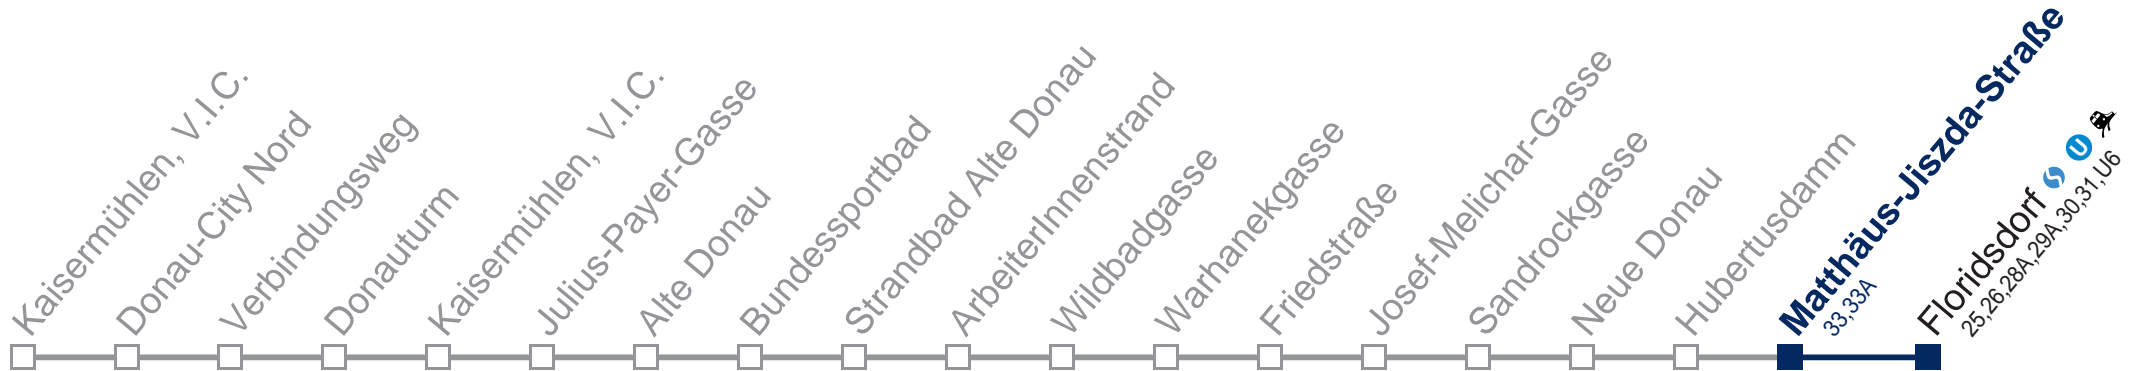 Kaisermühlen, V.I.C.
Donau-City Nord
Verbindungsweg
Donauturm
Kaisermühlen, V.I.C.
Julius-Payer-Gasse
Alte Donau
Bundessportbad
Strandbad Alte Donau
ArbeiterInnenstrand
Wildbadgasse
Warhanekgasse
Friedstraße
Josef-Melichar-Gasse
Sandrockgasse
Neue Donau
Hubertusdamm
Matthäus-Jiszda-Straße
33,33A
Floridsdorf S U
25,26,28A,29A,30,31,U6